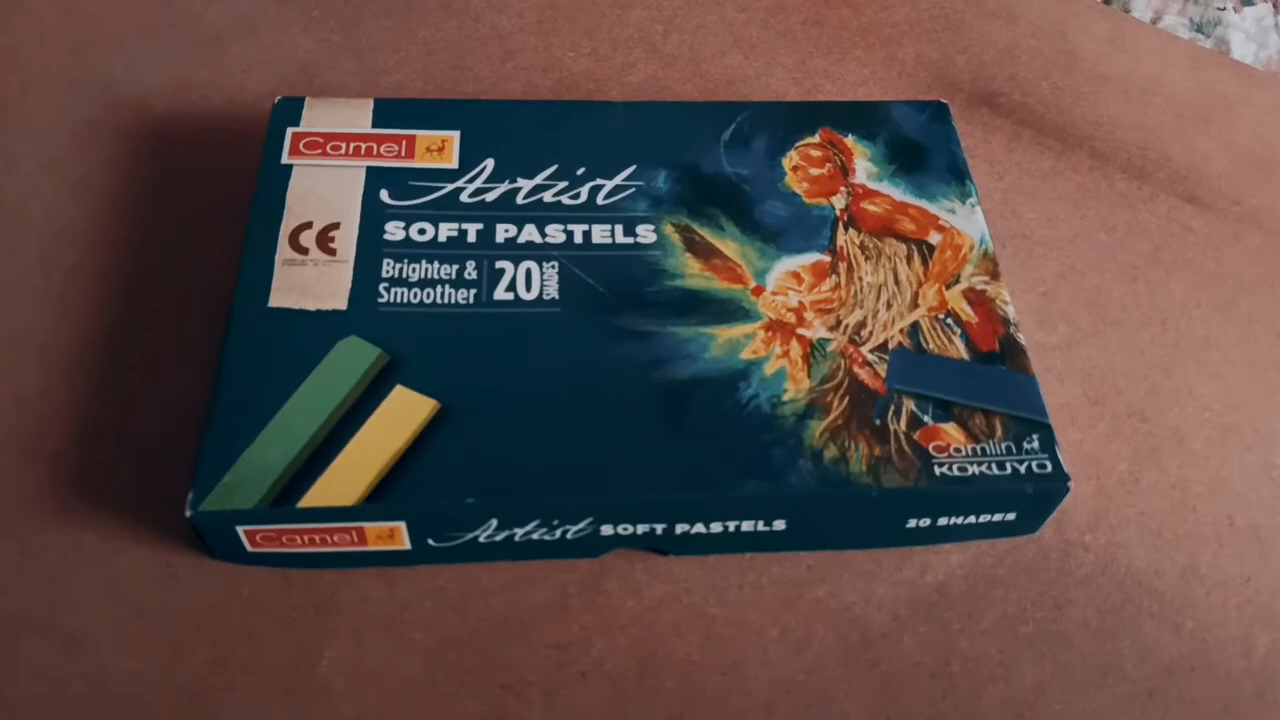 Camel
Artist
SOFT PASTELS
CE
Brighter &
Smoother
20 SHADES
Camlin
KOKUYO
Camel Artist SOFT PASTELS 20 SHADES